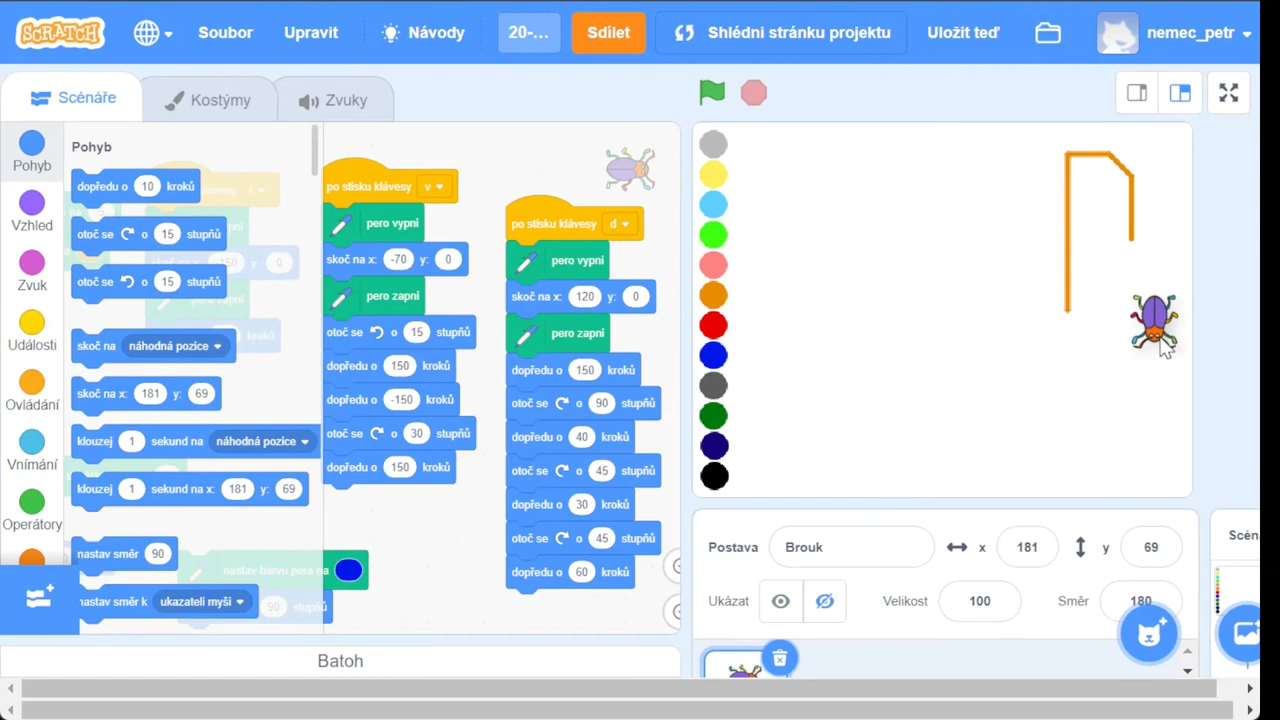 SCRATCH
Soubor
Upravit
Návody
20-...
Sdílet
Shlédni stránku projektu
Uložit teď
nemec_petr
Scénáře
Kostýmy
Zvuky
Pohyb
Vzhled
Zvuk
Události
Ovládání
Vnímání
Operátory
Pohyb
dopředu o 10 kroků
otoč se o 15 stupňů
otoč se o 15 stupňů
skoč na náhodná pozice
skoč na x: 181 y: 69
klouzej 1 sekund na náhodná pozice
klouzej 1 sekund na x: 181 y: 69
nastav směr 90
nastav směr k ukazateli myši
po stisku klávesy v
pero vypni
skoč na x: -70 y: 0
pero zapni
otoč se o 15 stupňů
dopředu o 150 kroků
dopředu o -150 kroků
otoč se o 30 stupňů
dopředu o 150 kroků
nastav barvu pera na
90 stupňů
po stisku klávesy d
pero vypni
skoč na x: 120 y: 0
pero zapni
dopředu o 150 kroků
otoč se o 90 stupňů
dopředu o 40 kroků
otoč se o 45 stupňů
dopředu o 30 kroků
otoč se o 45 stupňů
dopředu o 60 kroků
Batoh
Postava Brouk x 181 y 69
Ukázat Velikost 100 Směr 180
Scén